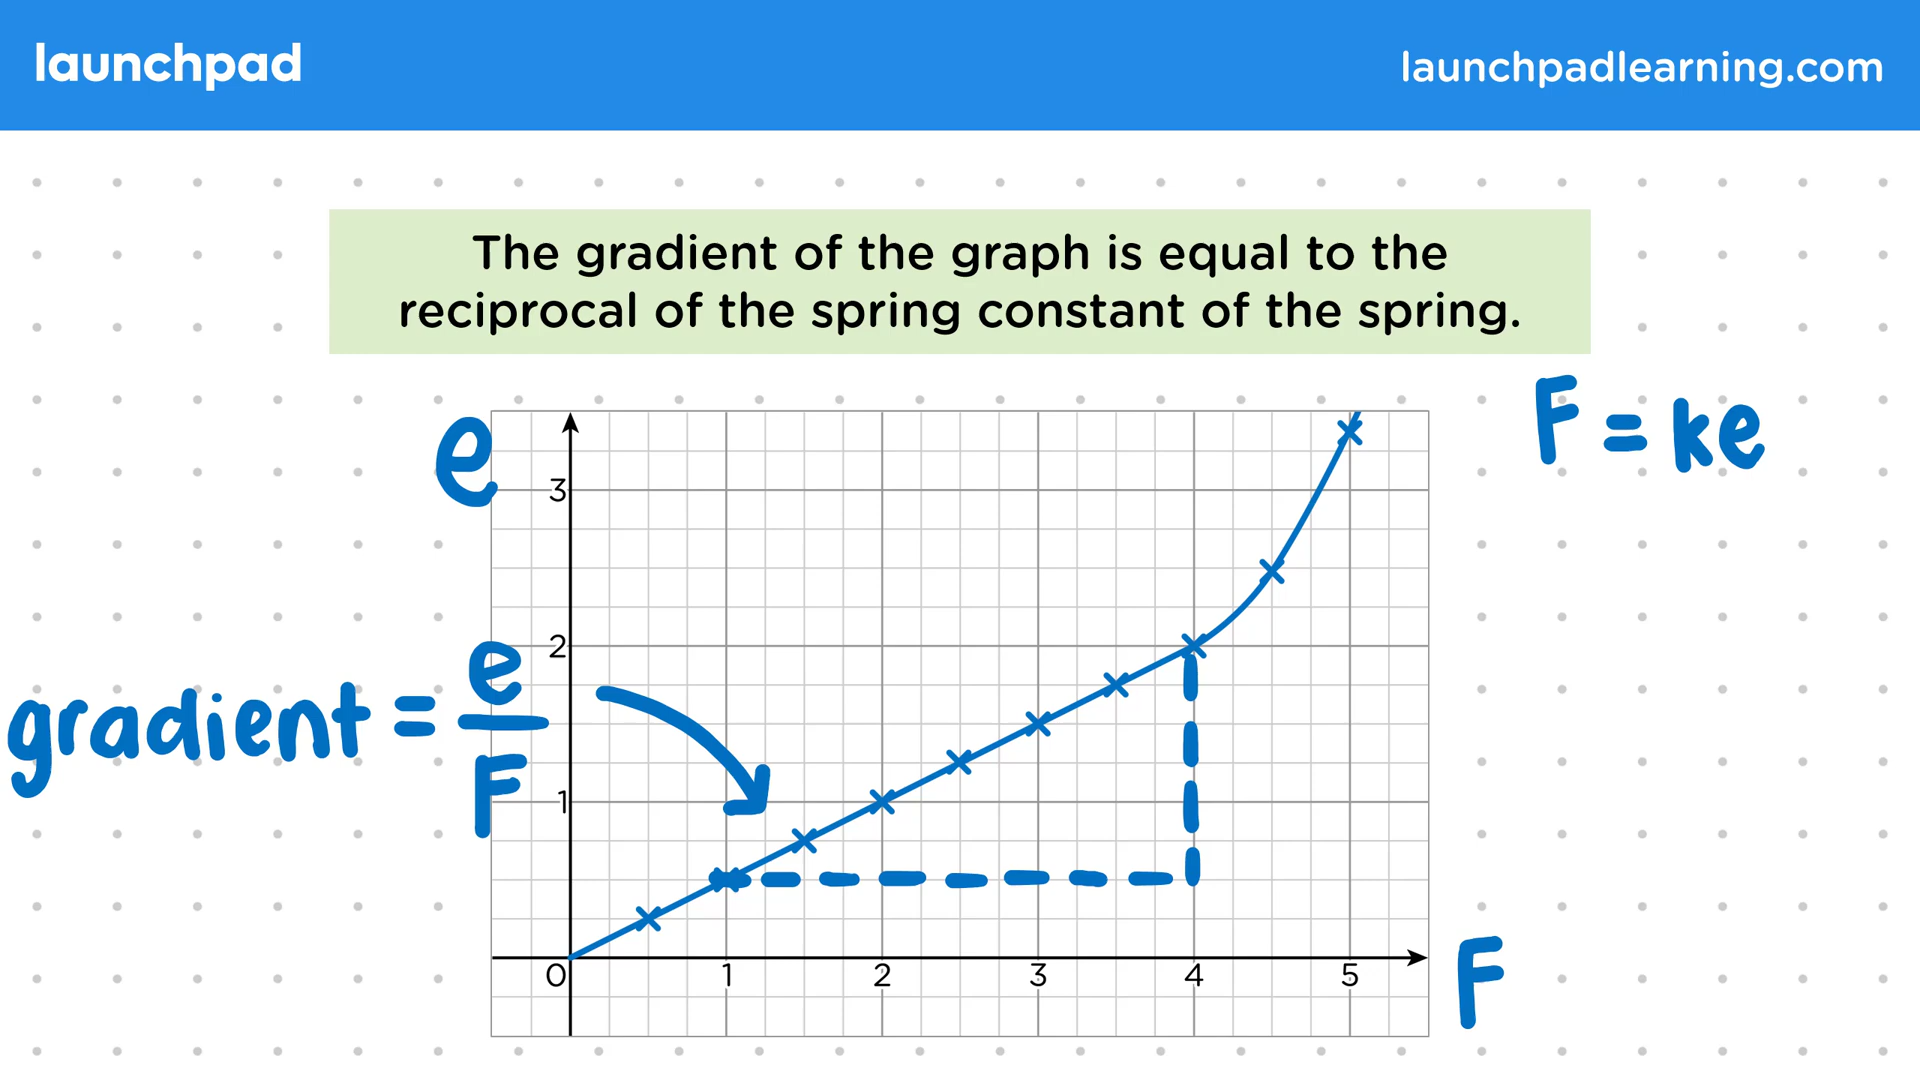 launchpad
launchpadlearning.com
The gradient of the graph is equal to the
reciprocal of the spring constant of the spring.
e
F = ke
3
2
gradient = e/F
1
0 1 2 3 4 5
F